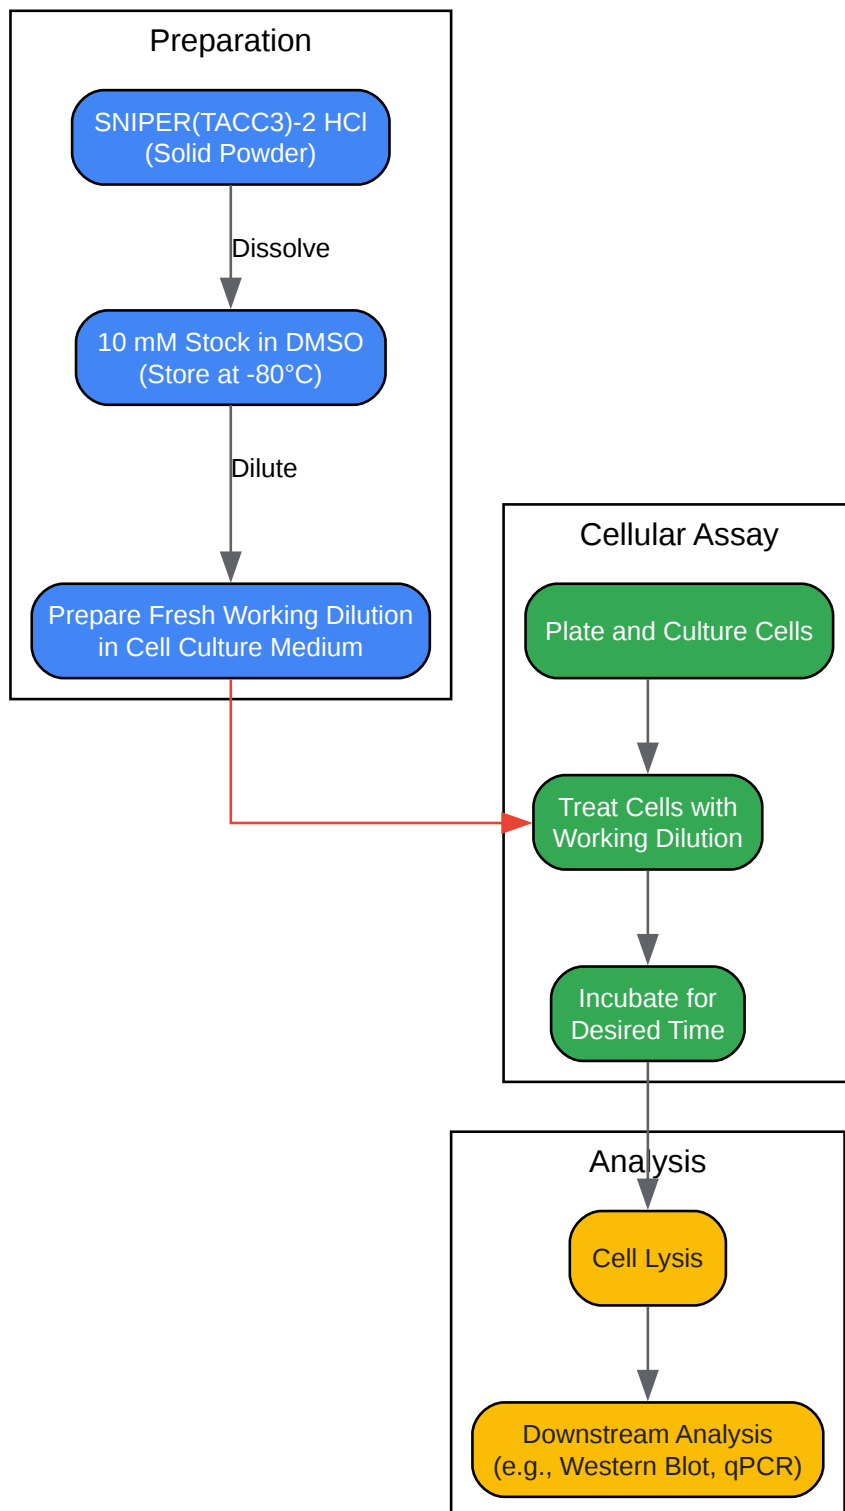 Preparation
SNIPER(TACC3)-2 HCl
(Solid Powder)
Dissolve
10 mM Stock in DMSO
(Store at -80°C)
Dilute
Prepare Fresh Working Dilution
in Cell Culture Medium
Cellular Assay
Plate and Culture Cells
Treat Cells with
Working Dilution
Incubate for
Desired Time
Analysis
Cell Lysis
Downstream Analysis
(e.g., Western Blot, qPCR)